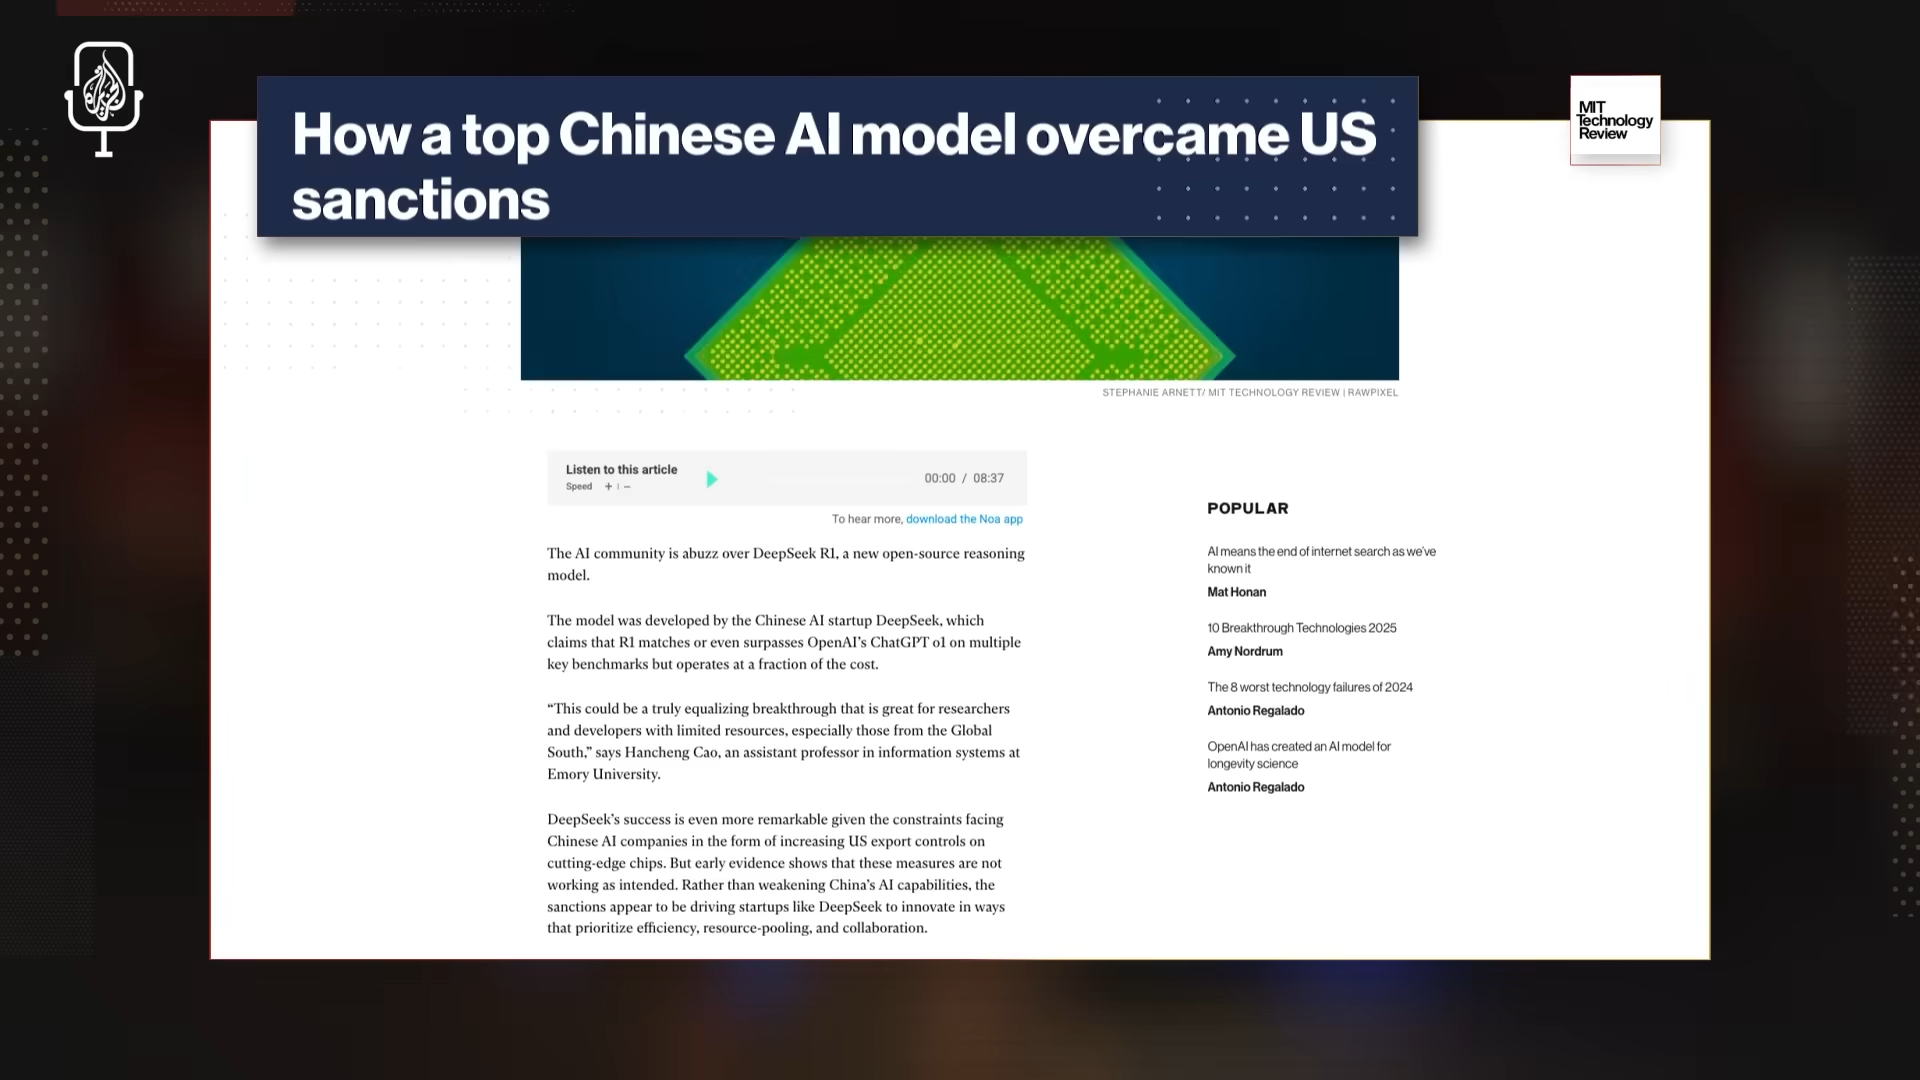 How a top Chinese AI model overcame US
sanctions
MIT
Technology
Review
STEPHANIE ARNETT/ MIT TECHNOLOGY REVIEW | RAWPIXEL
Listen to this article
Speed + | −
00:00 / 08:37
To hear more, download the Noa app
The AI community is abuzz over DeepSeek R1, a new open-source reasoning
model.
The model was developed by the Chinese AI startup DeepSeek, which
claims that R1 matches or even surpasses OpenAI’s ChatGPT o1 on multiple
key benchmarks but operates at a fraction of the cost.
“This could be a truly equalizing breakthrough that is great for researchers
and developers with limited resources, especially those from the Global
South,” says Hancheng Cao, an assistant professor in information systems at
Emory University.
DeepSeek’s success is even more remarkable given the constraints facing
Chinese AI companies in the form of increasing US export controls on
cutting-edge chips. But early evidence shows that these measures are not
working as intended. Rather than weakening China’s AI capabilities, the
sanctions appear to be driving startups like DeepSeek to innovate in ways
that prioritize efficiency, resource-pooling, and collaboration.
POPULAR
AI means the end of internet search as we’ve
known it
Mat Honan
10 Breakthrough Technologies 2025
Amy Nordrum
The 8 worst technology failures of 2024
Antonio Regalado
OpenAI has created an AI model for
longevity science
Antonio Regalado